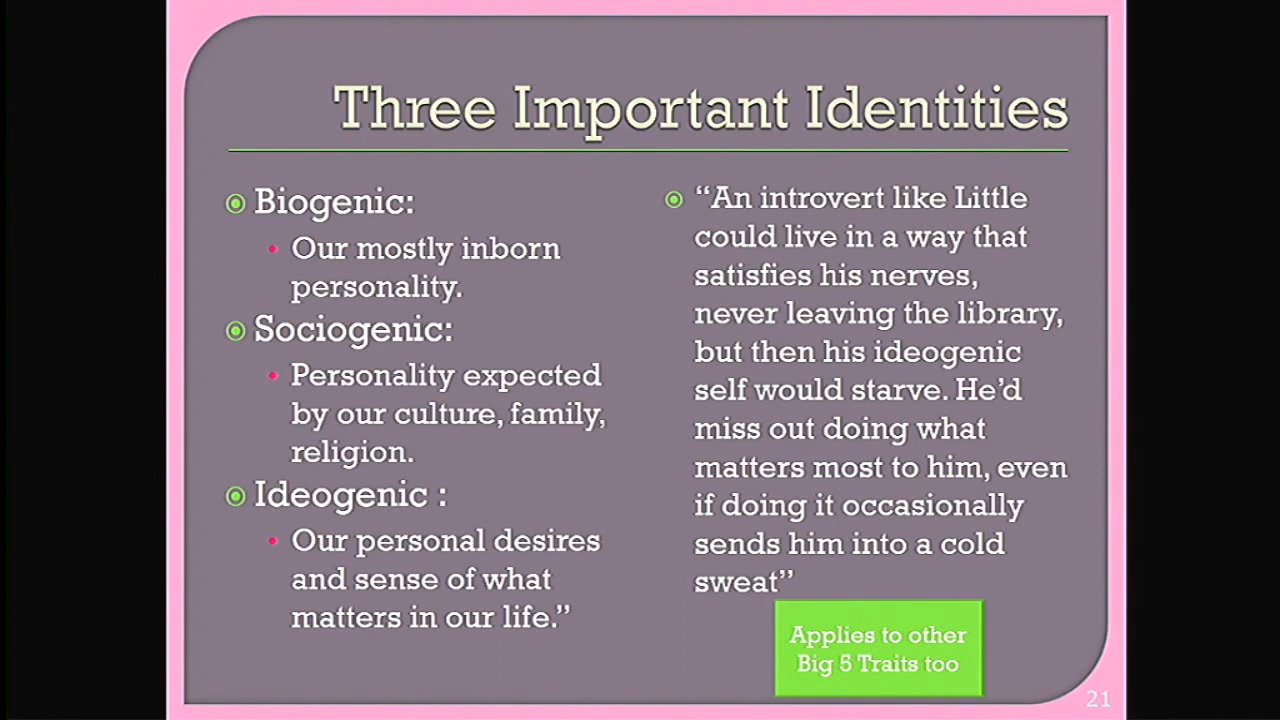 Three Important Identities
Biogenic:
Our mostly inborn
personality.
Sociogenic:
Personality expected
by our culture, family,
religion.
Ideogenic :
Our personal desires
and sense of what
matters in our life.”
“An introvert like Little
could live in a way that
satisfies his nerves,
never leaving the library,
but then his ideogenic
self would starve. He’d
miss out doing what
matters most to him, even
if doing it occasionally
sends him into a cold
sweat”
Applies to other
Big 5 Traits too
21